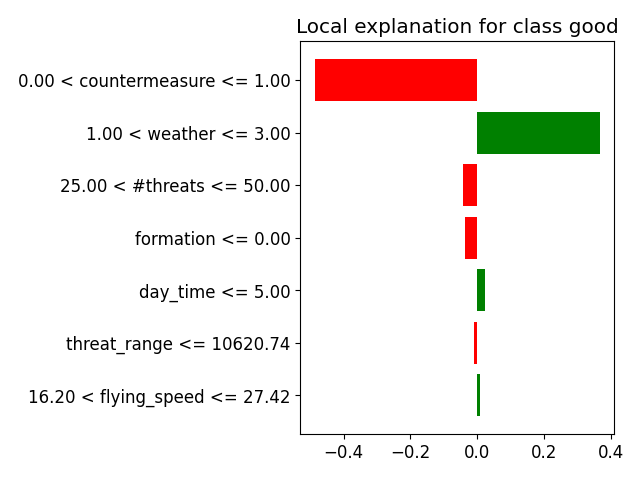 Local explanation for class good
0.00 < countermeasure <= 1.00
1.00 < weather <= 3.00
25.00 < #threats <= 50.00
formation <= 0.00
day_time <= 5.00
threat_range <= 10620.74
16.20 < flying_speed <= 27.42
−0.4 −0.2 0.0 0.2 0.4